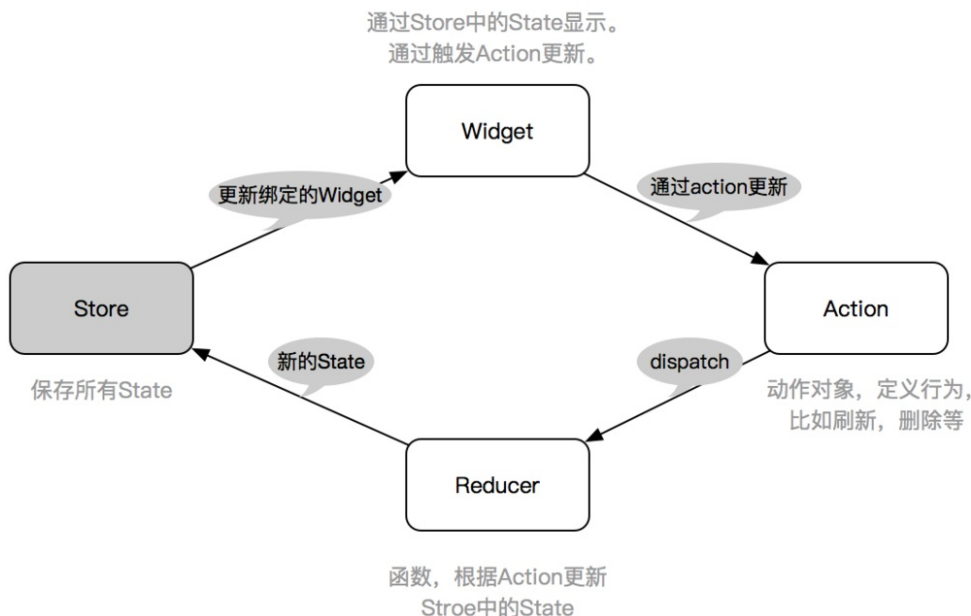 通过Store中的State显示。
通过触发Action更新。
Widget
更新绑定的Widget
通过action更新
Store
Action
新的State
dispatch
保存所有State
动作对象，定义行为，
比如刷新，删除等
Reducer
函数，根据Action更新
Stroe中的State